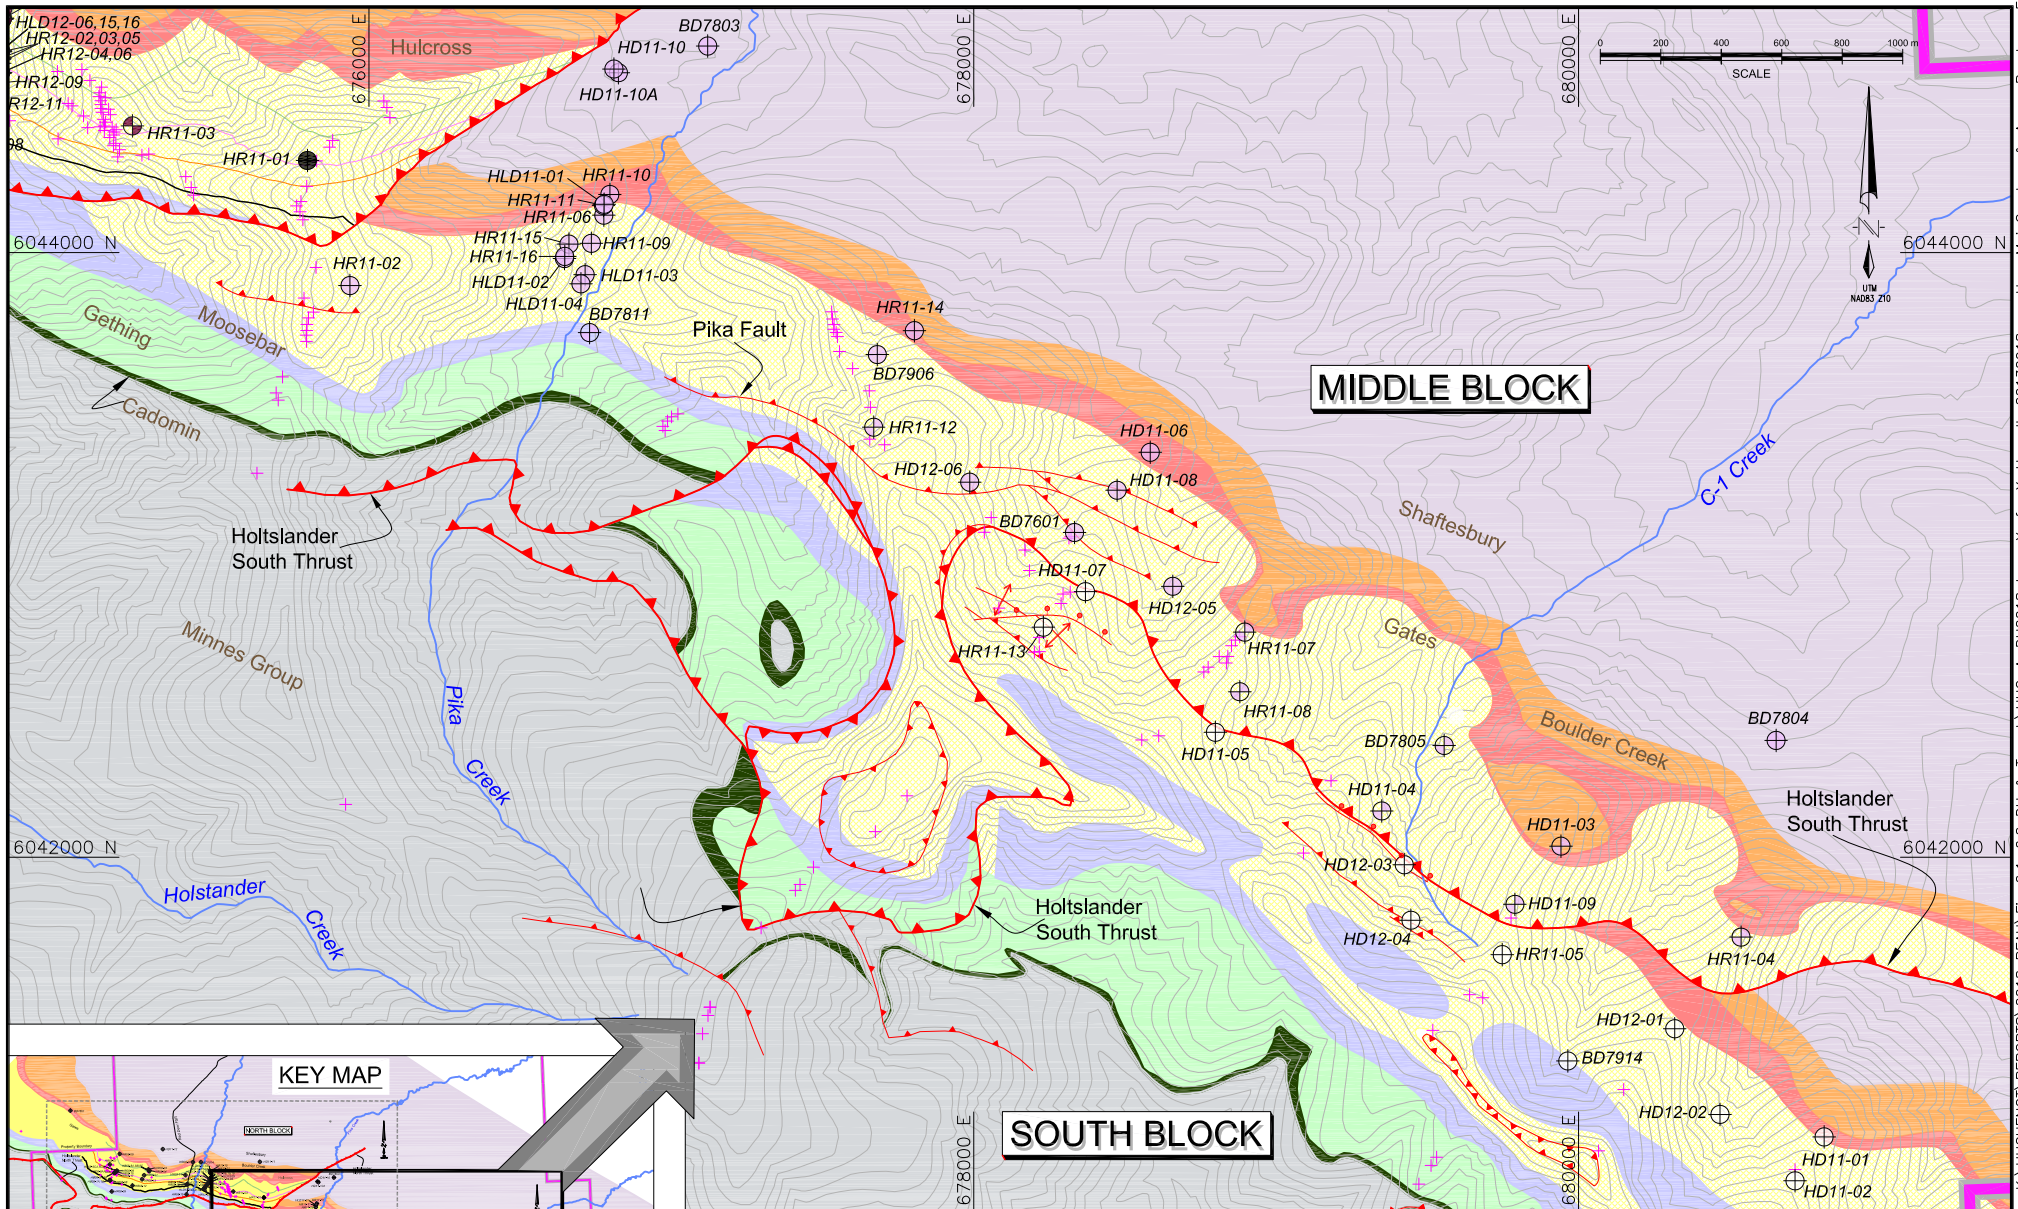 HLD12-06,15,16
HR12-02,03,05
HR12-04,06
HR12-09
R12-11
08
HR11-03
HR11-01
Hulcross
676000 E
678000 E
680000 E
BD7803
HD11-10
HD11-10A
0 200 400 600 800 1000 m
SCALE
UTM
NAD83 Z10
HLD11-01
HR11-10
HR11-11
HR11-06
HR11-15
HR11-09
HR11-16
HLD11-02
HLD11-03
HLD11-04
BD7811
6044000 N
6044000 N
HR11-02
Gething
Moosebar
Cadomin
Pika Fault
HR11-14
BD7906
HR11-12
MIDDLE BLOCK
HD11-06
HD12-06
HD11-08
C-1 Creek
Shaftesbury
BD7601
Holtslander
South Thrust
HD11-07
HD12-05
HR11-13
HR11-07
Gates
Minnes Group
HR11-08
HD11-05
BD7805
Boulder Creek
BD7804
Pika
Creek
HD11-04
HD11-03
Holtslander
South Thrust
6042000 N
6042000 N
HD12-03
Holstander
Creek
Holtslander
South Thrust
HD11-09
HD12-04
HR11-05
HR11-04
HD12-01
BD7914
HD12-02
HD11-01
HD11-02
SOUTH BLOCK
678000 E
680000 E
KEY MAP
NORTH BLOCK